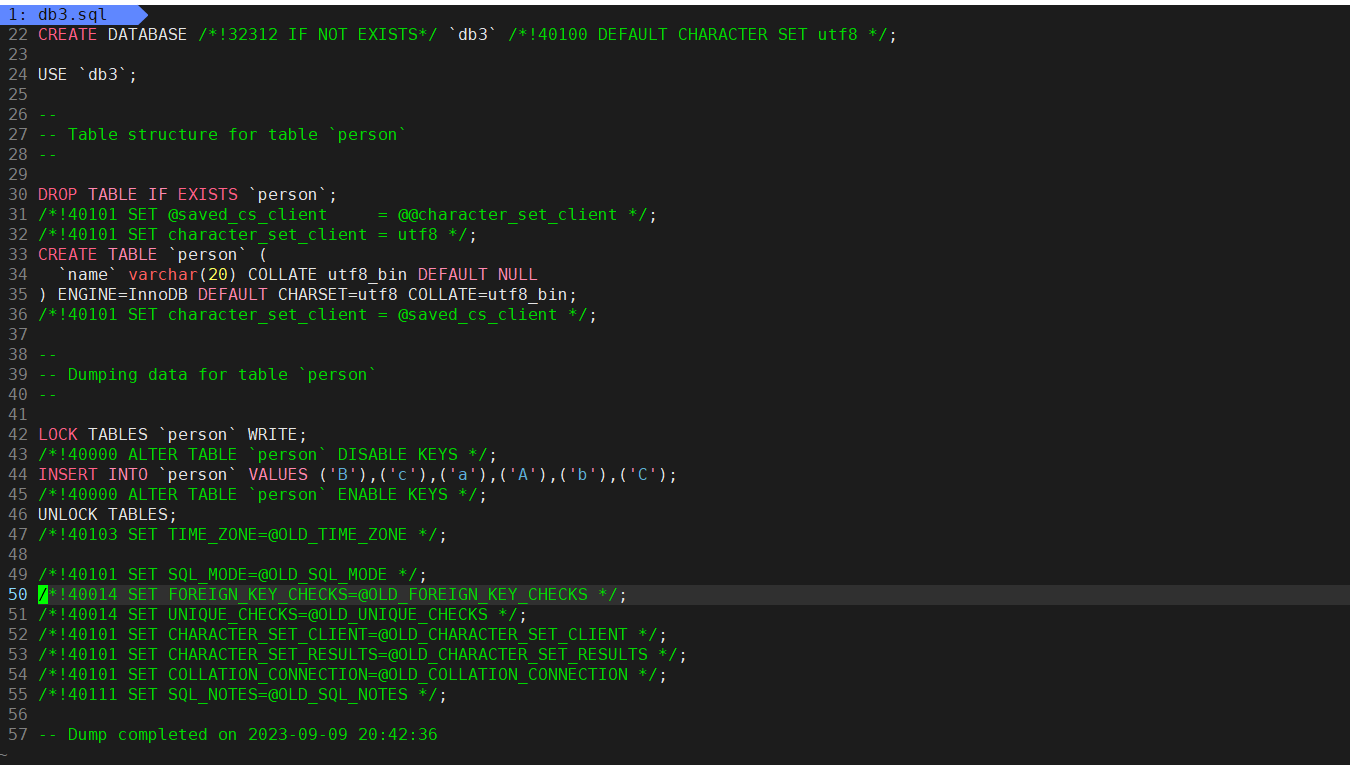 1: db3.sql
22 CREATE DATABASE /*!32312 IF NOT EXISTS*/ `db3` /*!40100 DEFAULT CHARACTER SET utf8 */;
23
24 USE `db3`;
25
26 --
27 -- Table structure for table `person`
28 --
29
30 DROP TABLE IF EXISTS `person`;
31 /*!40101 SET @saved_cs_client     = @@character_set_client */;
32 /*!40101 SET character_set_client = utf8 */;
33 CREATE TABLE `person` (
34   `name` varchar(20) COLLATE utf8_bin DEFAULT NULL
35 ) ENGINE=InnoDB DEFAULT CHARSET=utf8 COLLATE=utf8_bin;
36 /*!40101 SET character_set_client = @saved_cs_client */;
37
38 --
39 -- Dumping data for table `person`
40 --
41
42 LOCK TABLES `person` WRITE;
43 /*!40000 ALTER TABLE `person` DISABLE KEYS */;
44 INSERT INTO `person` VALUES ('B'),('c'),('a'),('A'),('b'),('C');
45 /*!40000 ALTER TABLE `person` ENABLE KEYS */;
46 UNLOCK TABLES;
47 /*!40103 SET TIME_ZONE=@OLD_TIME_ZONE */;
48
49 /*!40101 SET SQL_MODE=@OLD_SQL_MODE */;
50 /*!40014 SET FOREIGN_KEY_CHECKS=@OLD_FOREIGN_KEY_CHECKS */;
51 /*!40014 SET UNIQUE_CHECKS=@OLD_UNIQUE_CHECKS */;
52 /*!40101 SET CHARACTER_SET_CLIENT=@OLD_CHARACTER_SET_CLIENT */;
53 /*!40101 SET CHARACTER_SET_RESULTS=@OLD_CHARACTER_SET_RESULTS */;
54 /*!40101 SET COLLATION_CONNECTION=@OLD_COLLATION_CONNECTION */;
55 /*!40111 SET SQL_NOTES=@OLD_SQL_NOTES */;
56
57 -- Dump completed on 2023-09-09 20:42:36
~